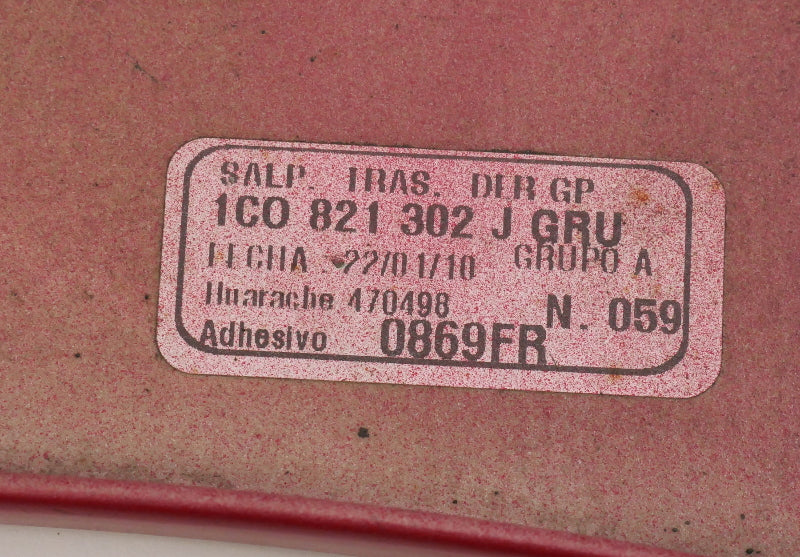 SALP. TRAS. DER GP
1CO 821 302 J GRU
FECHA : 22/01/10 GRUPO A
Huarache 470498 N. 059
Adhesivo 0869FR